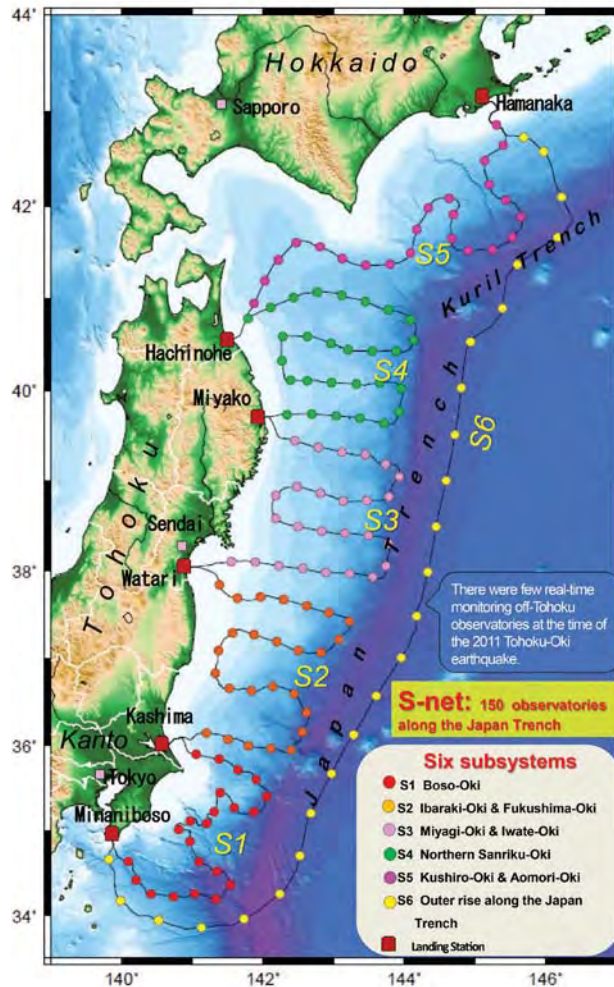 44°
42°
40°
38°
36°
34°
140°
142°
144°
146°
Hokkaido
Sapporo
Hamanaka
S5
Kuril Trench
Hachinohe
S4
Miyako
S6
Tohoku
Sendai
S3
Japan Trench
Watari
There were few real-time
monitoring off-Tohoku
observatories at the time of
the 2011 Tohoku-Oki
earthquake.
S2
S-net: 150 observatories
along the Japan Trench
Kashima
Kanto
Tokyo
Minaniboso
S1
Six subsystems
S1 Boso-Oki
S2 Ibaraki-Oki & Fukushima-Oki
S3 Miyagi-Oki & Iwate-Oki
S4 Northern Sanriku-Oki
S5 Kushiro-Oki & Aomori-Oki
S6 Outer rise along the Japan
Trench
Landing Station